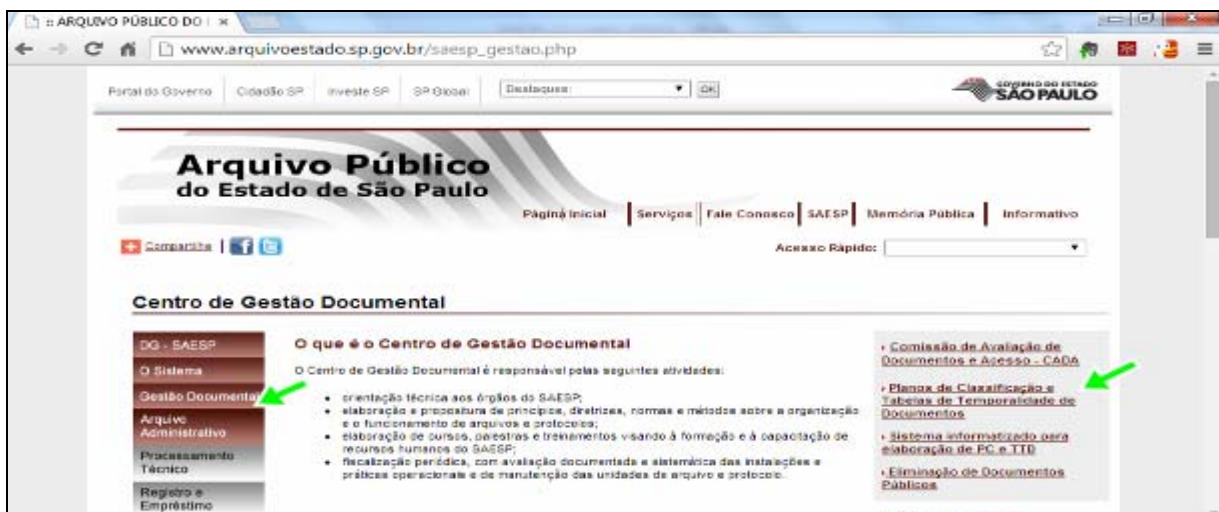 :: ARQUIVO PÚBLICO DO
www.arquivoestado.sp.gov.br/saesp_gestao.php
Portal do Governo
Cidadão SP
Investe SP
SP Global
Destaques:
OK
GOVERNO DO ESTADO
SÃO PAULO
Arquivo Público
do Estado de São Paulo
Página Inicial
Serviços
Fale Conosco
SAESP
Memória Pública
Informativo
Compartilhe
Acesso Rápido:
Centro de Gestão Documental
DG - SAESP
O Sistema
Gestão Documental
Arquivo
Administrativo
Processamento
Técnico
Registro e
Empréstimo
O que é o Centro de Gestão Documental
O Centro de Gestão Documental é responsável pelas seguintes atividades:
• orientação técnica aos órgãos do SAESP;
• elaboração e propositura de princípios, diretrizes, normas e métodos sobre a organização
e o funcionamento de arquivos e protocolos;
• elaboração de cursos, palestras e treinamentos visando à formação e à capacitação de
recursos humanos do SAESP;
• fiscalização periódica, com avaliação documentada e sistemática das instalações e
práticas operacionais e de manutenção das unidades de arquivo e protocolo.
Comissão de Avaliação de
Documentos e Acesso - CADA
Planos de Classificação e
Tabelas de Temporalidade de
Documentos
Sistema informatizado para
elaboração de PC e TTD
Eliminação de Documentos
Públicos